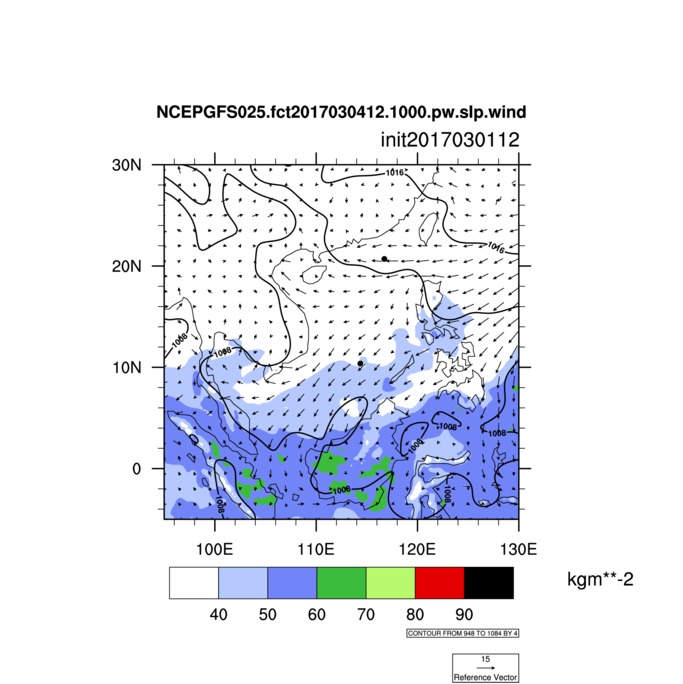 NCEPGFS025.fct2017030412.1000.pw.slp.wind
init2017030112
30N
20N
10N
0
1016
1016
1008
1008
1008
1008
1008
1008
1008
1008
100E 110E 120E 130E
kgm**-2
40 50 60 70 80 90
CONTOUR FROM 948 TO 1084 BY 4
15
Reference Vector